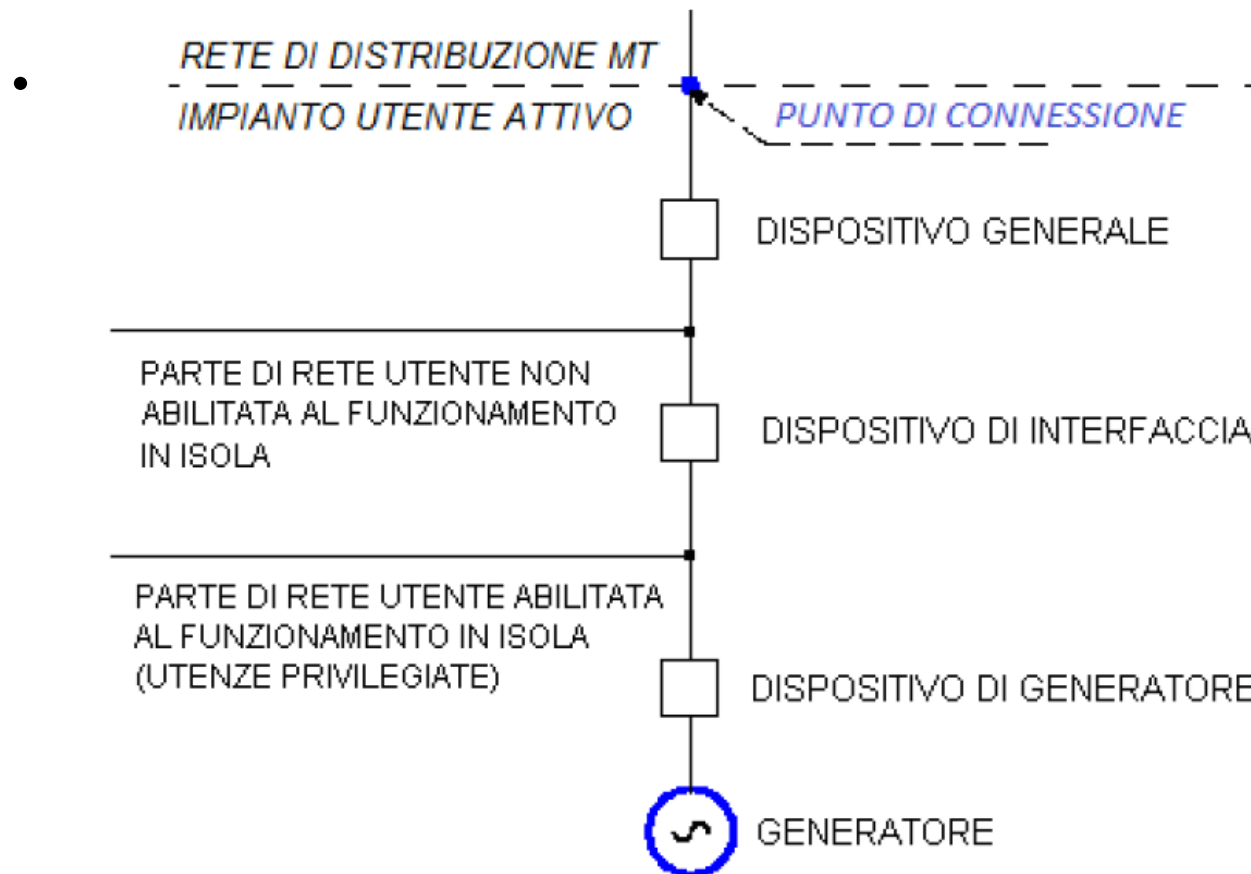 RETE DI DISTRIBUZIONE MT
IMPIANTO UTENTE ATTIVO
PUNTO DI CONNESSIONE
DISPOSITIVO GENERALE
PARTE DI RETE UTENTE NON
ABILITATA AL FUNZIONAMENTO
IN ISOLA
DISPOSITIVO DI INTERFACCIA
PARTE DI RETE UTENTE ABILITATA
AL FUNZIONAMENTO IN ISOLA
(UTENZE PRIVILEGIATE)
DISPOSITIVO DI GENERATORE
GENERATORE